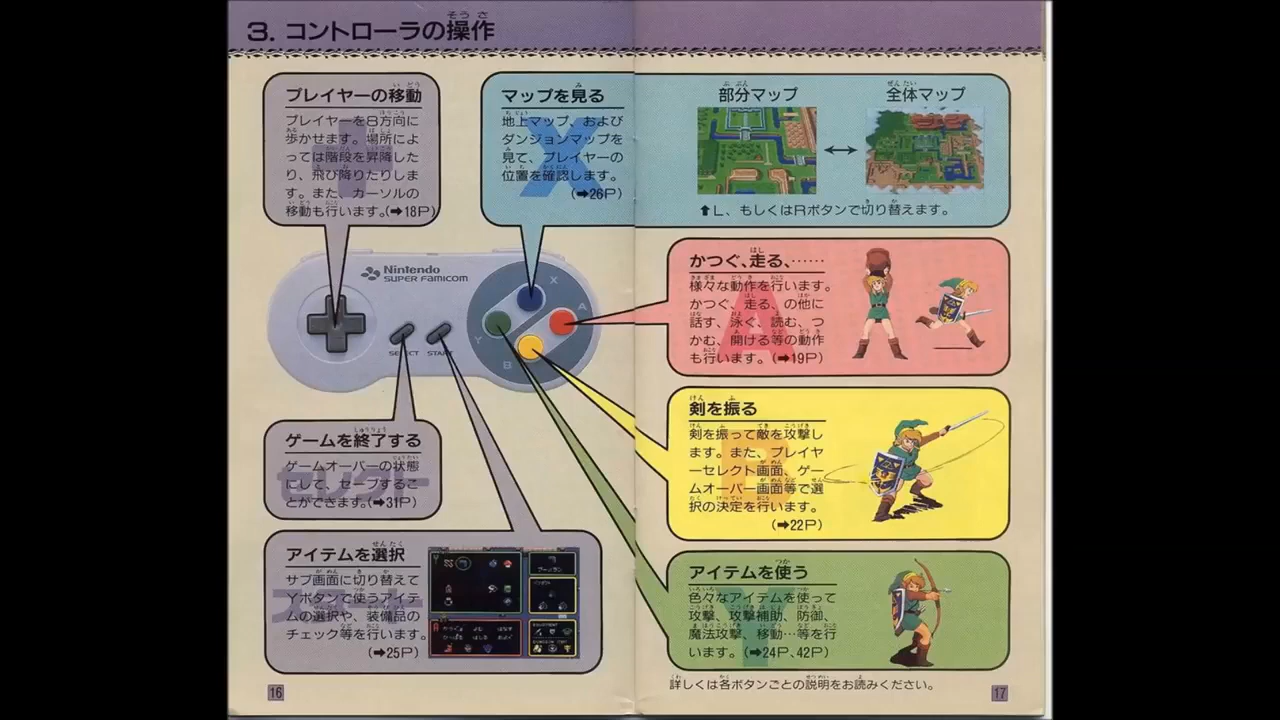 3. コントローラの操作
プレイヤーの移動
プレイヤーを8方向に
歩かせます。場所によ
っては階段を昇降した
り、飛び降りたりしま
す。また、カーソルの
移動も行います。(➡18P)
マップを見る
地上マップ、および
ダンジョンマップを
見て、プレイヤーの
位置を確認します。
(➡26P)
X
部分マップ
全体マップ
⬆L、もしくはRボタンで切り替えます。
Nintendo
SUPER FAMICOM
X
A
Y
B
SELECT
START
かつぐ、走る、……
様々な動作を行います。
かつぐ、走る、の他に
話す、泳ぐ、読む、つ
かむ、開ける等の動作
も行います。(➡19P)
A
剣を振る
剣を振って敵を攻撃し
ます。また、プレイヤ
ーセレクト画面、ゲー
ムオーバー画面等で選
択の決定を行います。
(➡22P)
B
ゲームを終了する
ゲームオーバーの状態
にして、セーブするこ
とができます。(➡31P)
セレクト
アイテムを選択
サブ画面に切り替えて
Yボタンで使うアイテ
ムの選択や、装備品の
チェック等を行います。
(➡25P)
スタート
アイテムを使う
色々なアイテムを使って
攻撃、攻撃補助、防御、
魔法攻撃、移動…等を行
います。(➡24P、42P)
Y
詳しくは各ボタンごとの説明をお読みください。
16
17